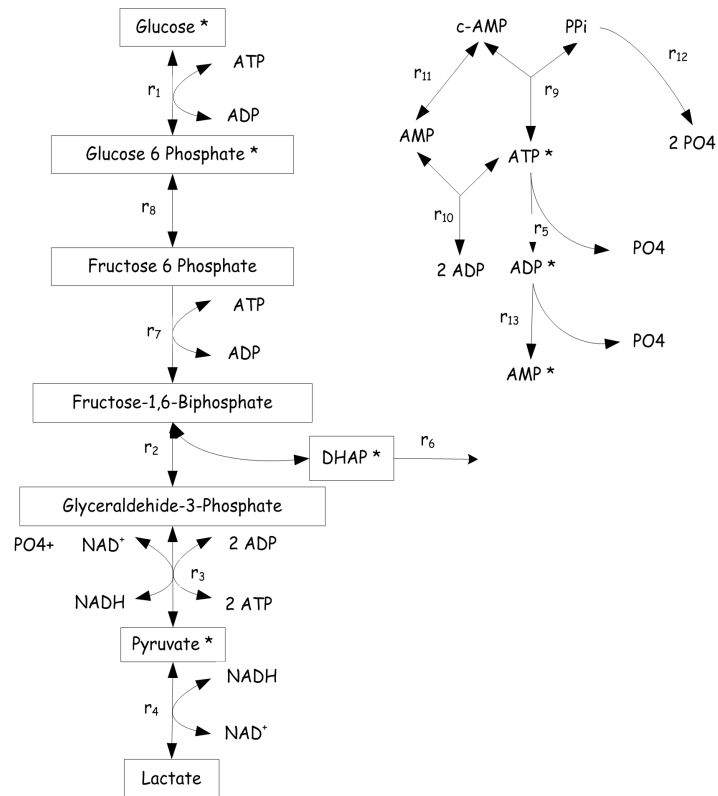 Glucose *
ATP
r1
ADP
Glucose 6 Phosphate *
r8
Fructose 6 Phosphate
ATP
r7
ADP
Fructose-1,6-Biphosphate
r2
DHAP *
r6
Glyceraldehide-3-Phosphate
PO4+ NAD+ 2 ADP
r3
NADH 2 ATP
Pyruvate *
NADH
r4
NAD+
Lactate
c-AMP PPi
r12
r11
r9
AMP
2 PO4
ATP *
r10
r5
PO4
2 ADP
ADP *
r13
PO4
AMP *